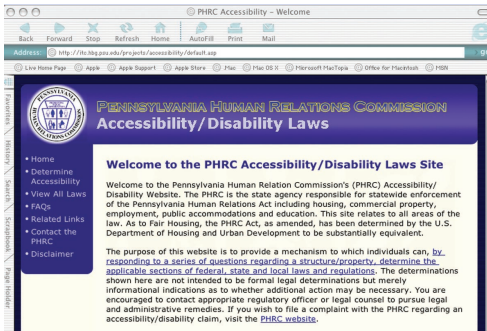 PHRC Accessibility - Welcome
Back Forward Stop Refresh Home AutoFill Print Mail
Address: http://itc.hbg.psu.edu/projects/accessibility/default.asp
Live Home Page Apple Apple Support Apple Store .Mac Mac OS X Microsoft MacTopia Office for Macintosh MSN
Favorites
History
Search
Scrapbook
Page Holder
PENNSYLVANIA HUMAN RELATIONS COMMISSION
Accessibility/Disability Laws
• Home
• Determine
Accessibility
• View All Laws
• FAQs
• Related Links
• Contact the
PHRC
• Disclaimer
Welcome to the PHRC Accessibility/Disability Laws Site
Welcome to the Pennsylvania Human Relation Commission's (PHRC) Accessibility/
Disability Website. The PHRC is the state agency responsible for statewide enforcement
of the Pennsylvania Human Relations Act including housing, commercial property,
employment, public accommodations and education. This site relates to all areas of the
law. As to Fair Housing, the PHRC Act, as amended, has been determined by the U.S.
Department of Housing and Urban Development to be substantially equivalent.
The purpose of this website is to provide a mechanism to which individuals can, by
responding to a series of questions regarding a structure/property, determine the
applicable sections of federal, state and local laws and regulations. The determinations
shown here are not intended to be formal legal determinations but merely
informational indications as to whether additional action may be necessary. You are
encouraged to contact appropriate regulatory officer or legal counsel to pursue legal
and administrative remedies. If you wish to file a complaint with the PHRC regarding an
accessibility/disability claim, visit the PHRC website.